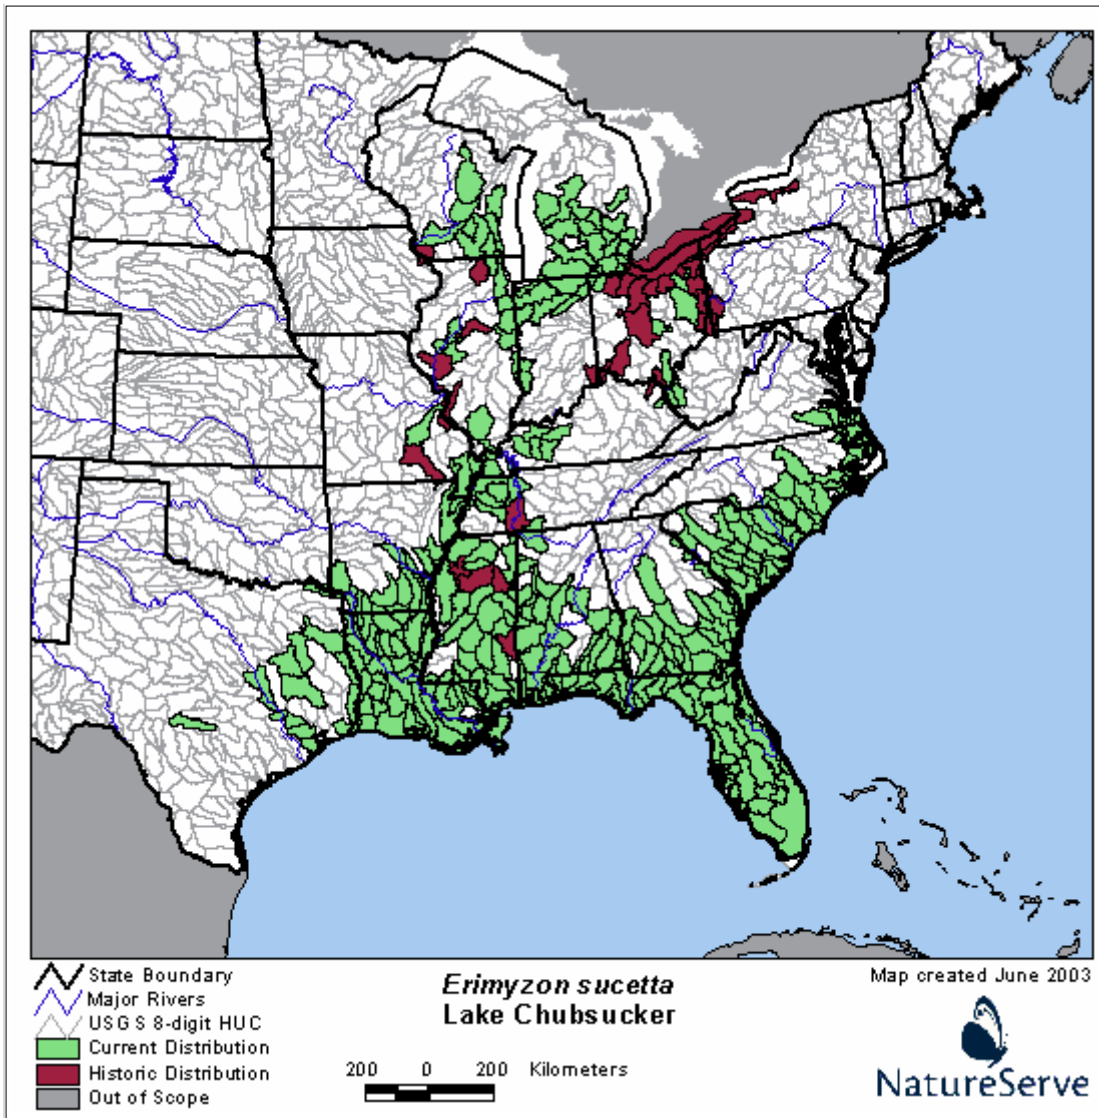 State Boundary
Major Rivers
USGS 8-digit HUC
Current Distribution
Historic Distribution
Out of Scope
Erimyzon sucetta
Lake Chubsucker
200 0 200 Kilometers
Map created June 2003
NatureServe